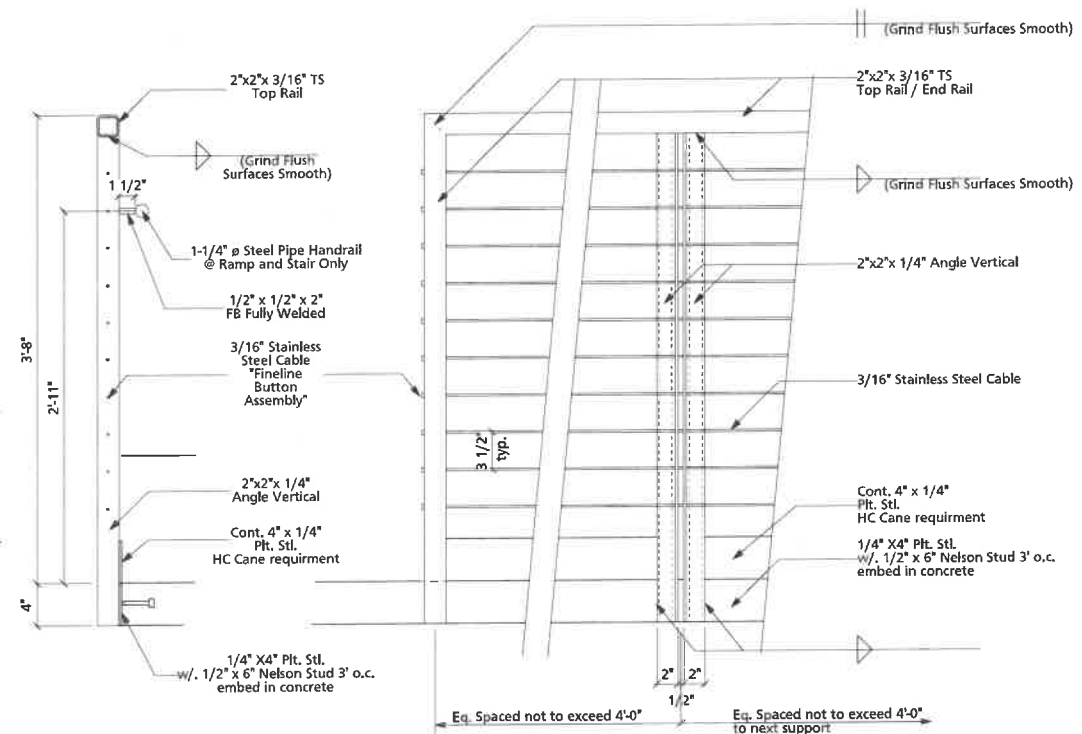 (Grind Flush Surfaces Smooth)
2"x2"x 3/16" TS
Top Rail
2"x2"x 3/16" TS
Top Rail / End Rail
(Grind Flush
Surfaces Smooth)
1 1/2"
(Grind Flush Surfaces Smooth)
1-1/4" ø Steel Pipe Handrail
@ Ramp and Stair Only
2"x2"x 1/4" Angle Vertical
1/2" x 1/2" x 2"
FB Fully Welded
3'-8"
2'-11"
3/16" Stainless
Steel Cable
"Fineline
Button
Assembly"
3/16" Stainless Steel Cable
3 1/2"
typ.
2"x2"x 1/4"
Angle Vertical
Cont. 4" x 1/4"
Plt. Stl.
HC Cane requirment
Cont. 4" x 1/4"
Plt. Stl.
HC Cane requirment
1/4" X4" Plt. Stl.
w/. 1/2" x 6" Nelson Stud 3' o.c.
embed in concrete
4"
1/4" X4" Plt. Stl.
w/. 1/2" x 6" Nelson Stud 3' o.c.
embed in concrete
2"
2"
1/2"
Eq. Spaced not to exceed 4'-0"
Eq. Spaced not to exceed 4'-0"
to next support